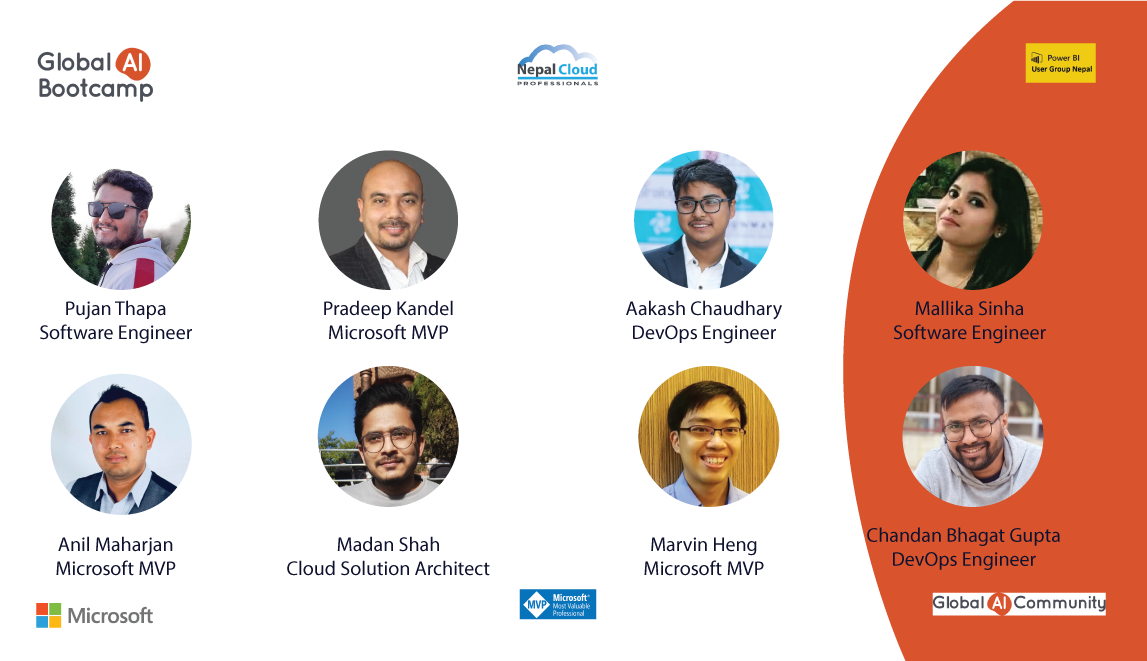 Global AI
Bootcamp
Nepal Cloud
PROFESSIONALS
Power BI
User Group Nepal
Pujan Thapa
Software Engineer
Pradeep Kandel
Microsoft MVP
Aakash Chaudhary
DevOps Engineer
Mallika Sinha
Software Engineer
Anil Maharjan
Microsoft MVP
Madan Shah
Cloud Solution Architect
Marvin Heng
Microsoft MVP
Chandan Bhagat Gupta
DevOps Engineer
Microsoft
MVP
Microsoft®
Most Valuable
Professional
Global AI Community